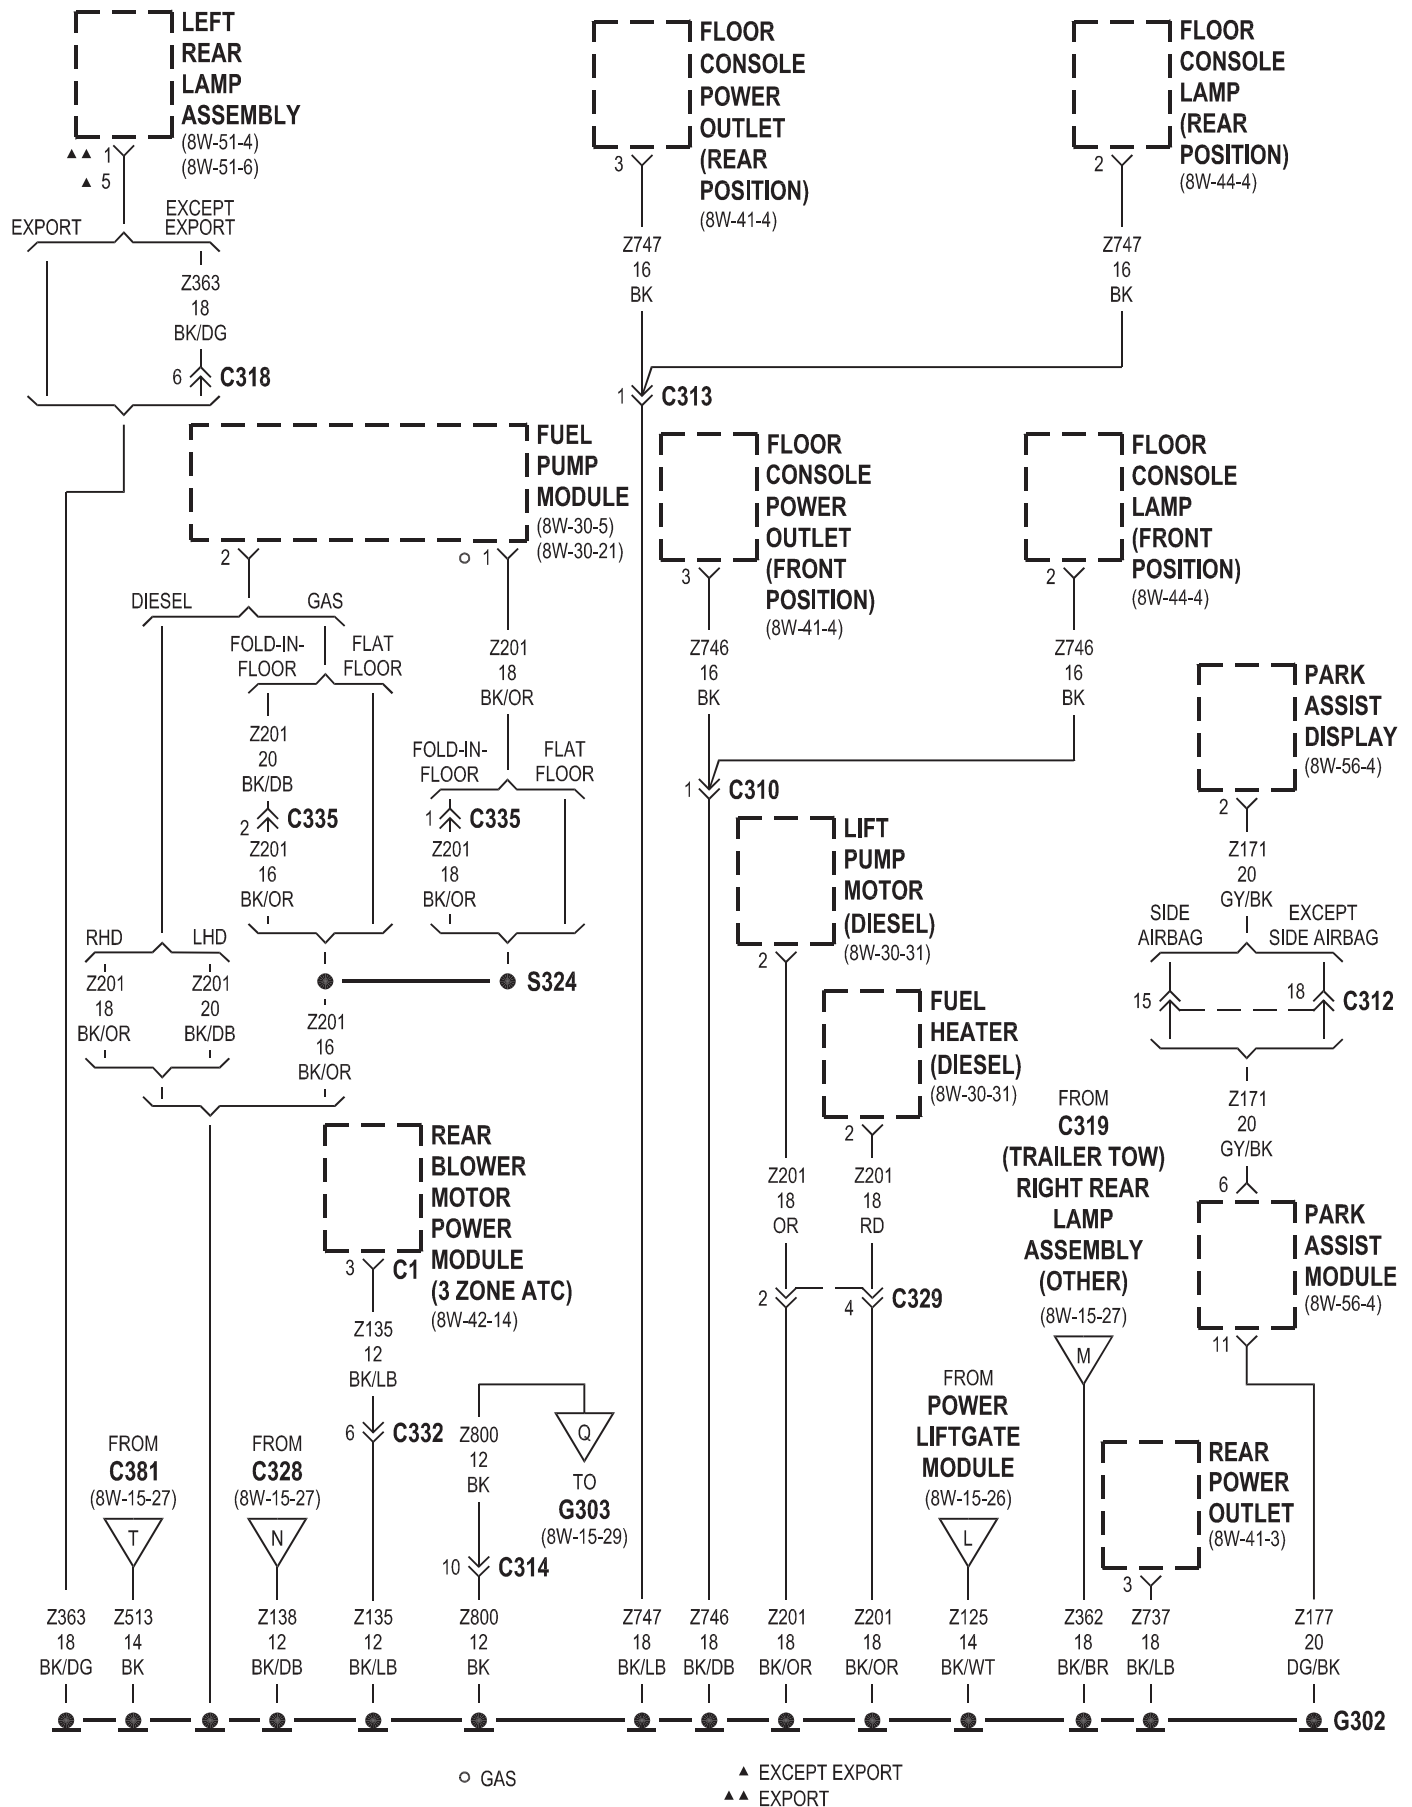 LEFT
REAR
LAMP
ASSEMBLY
(8W-51-4)
(8W-51-6)
▲▲ 1
▲ 5
EXPORT
EXCEPT
EXPORT
Z363
18
BK/DG
6
C318
FLOOR
CONSOLE
POWER
OUTLET
(REAR
POSITION)
(8W-41-4)
3
Z747
16
BK
FLOOR
CONSOLE
LAMP
(REAR
POSITION)
(8W-44-4)
2
Z747
16
BK
1
C313
FUEL
PUMP
MODULE
(8W-30-5)
(8W-30-21)
2
○ 1
DIESEL
GAS
FOLD-IN-
FLOOR
FLAT
FLOOR
Z201
20
BK/DB
2
C335
Z201
16
BK/OR
Z201
18
BK/OR
FOLD-IN-
FLOOR
FLAT
FLOOR
1
C335
Z201
18
BK/OR
RHD
LHD
Z201
18
BK/OR
Z201
20
BK/DB
S324
Z201
16
BK/OR
FLOOR
CONSOLE
POWER
OUTLET
(FRONT
POSITION)
(8W-41-4)
3
Z746
16
BK
FLOOR
CONSOLE
LAMP
(FRONT
POSITION)
(8W-44-4)
2
Z746
16
BK
1
C310
LIFT
PUMP
MOTOR
(DIESEL)
(8W-30-31)
2
Z201
18
OR
FUEL
HEATER
(DIESEL)
(8W-30-31)
2
Z201
18
RD
2
4
C329
PARK
ASSIST
DISPLAY
(8W-56-4)
2
Z171
20
GY/BK
SIDE
AIRBAG
EXCEPT
SIDE AIRBAG
15
18
C312
Z171
20
GY/BK
6
PARK
ASSIST
MODULE
(8W-56-4)
11
REAR
BLOWER
MOTOR
POWER
MODULE
(3 ZONE ATC)
(8W-42-14)
3
C1
Z135
12
BK/LB
6
C332
Z800
12
BK
Q
TO
G303
(8W-15-29)
10
C314
FROM
C319
(TRAILER TOW)
RIGHT REAR
LAMP
ASSEMBLY
(OTHER)
(8W-15-27)
M
FROM
POWER
LIFTGATE
MODULE
(8W-15-26)
L
REAR
POWER
OUTLET
(8W-41-3)
3
FROM
C381
(8W-15-27)
T
FROM
C328
(8W-15-27)
N
Z363
18
BK/DG
Z513
14
BK
Z138
12
BK/DB
Z135
12
BK/LB
Z800
12
BK
Z747
18
BK/LB
Z746
18
BK/DB
Z201
18
BK/OR
Z201
18
BK/OR
Z125
14
BK/WT
Z362
18
BK/BR
Z737
18
BK/LB
Z177
20
DG/BK
G302
○ GAS
▲ EXCEPT EXPORT
▲▲ EXPORT